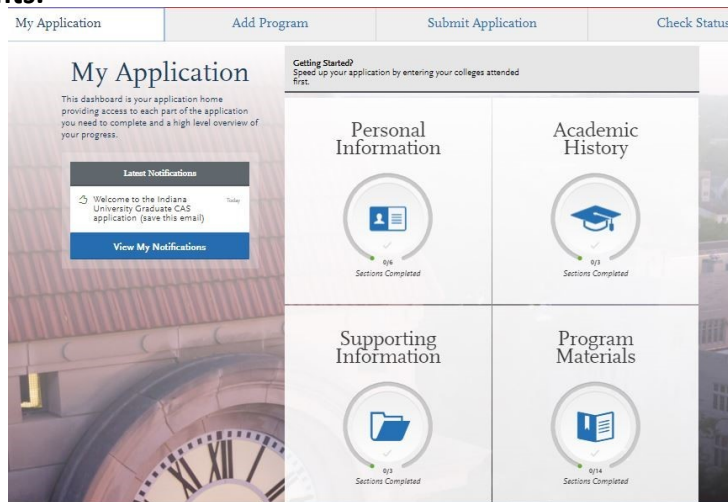 nts.
My Application
Add Program
Submit Application
Check Status
My Application
This dashboard is your application home
providing access to each part of the application
you need to complete and a high level overview of
your progress.
Latest Notifications
Welcome to the Indiana
University Graduate CAS
application (save this email)
Today
View My Notifications
Getting Started?
Speed up your application by entering your colleges attended
first.
Personal
Information
0/6
Sections Completed
Academic
History
0/3
Sections Completed
Supporting
Information
0/3
Sections Completed
Program
Materials
0/14
Sections Completed